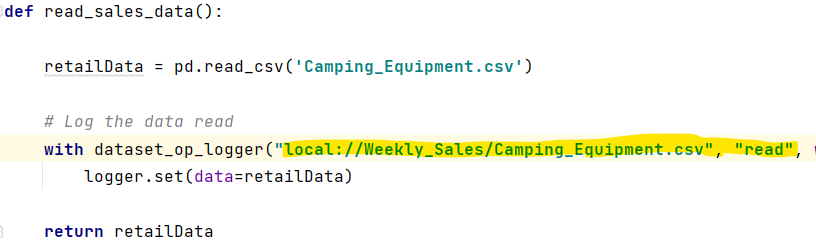 def read_sales_data():
retailData = pd.read_csv('Camping_Equipment.csv')
# Log the data read
with dataset_op_logger("local://Weekly_Sales/Camping_Equipment.csv", "read",
logger.set(data=retailData)
return retailData